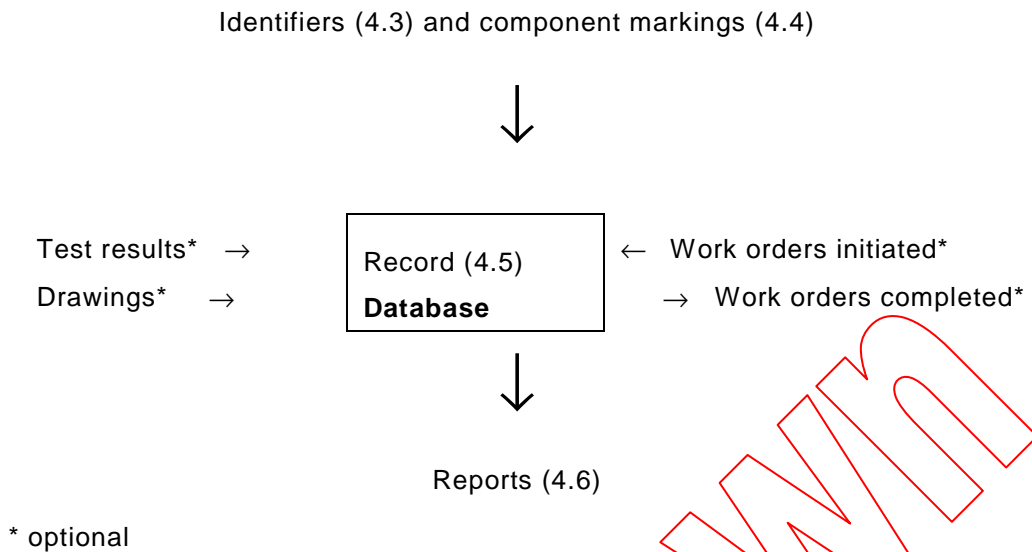 Identifiers (4.3) and component markings (4.4)
↓
Test results* → Record (4.5) ← Work orders initiated*
Drawings* → Database → Work orders completed*
↓
Reports (4.6)
* optional